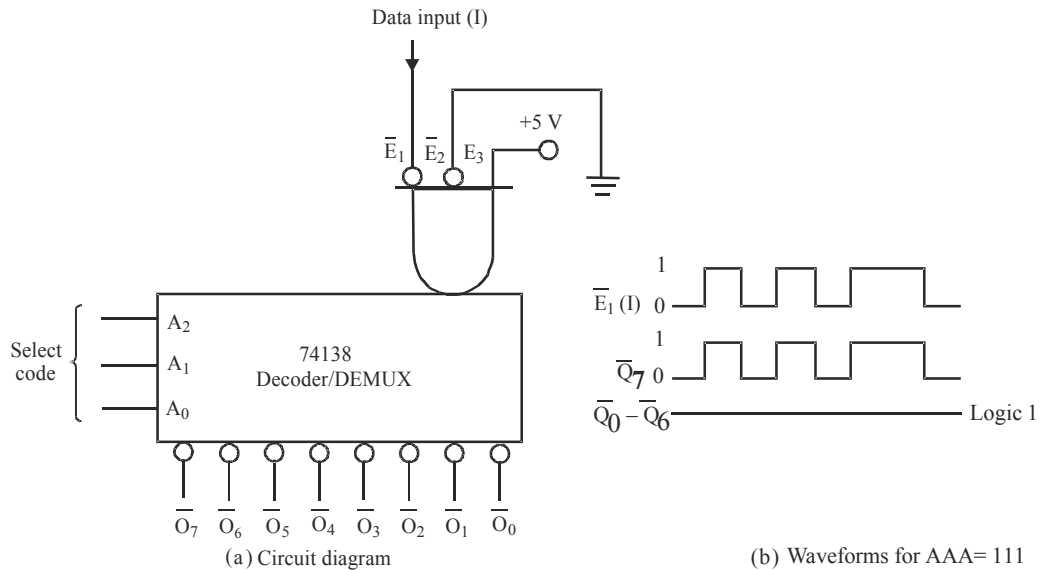 Data input (I)
+5 V
E̅₁ E̅₂ E₃
A₂
Select
code
A₁
A₀
74138
Decoder/DEMUX
O̅₇ O̅₆ O̅₅ O̅₄ O̅₃ O̅₂ O̅₁ O̅₀
(a) Circuit diagram
1
E̅₁ (I) 0
1
Q̅₇ 0
Q̅₀ – Q̅₆ Logic 1
(b) Waveforms for AAA= 111